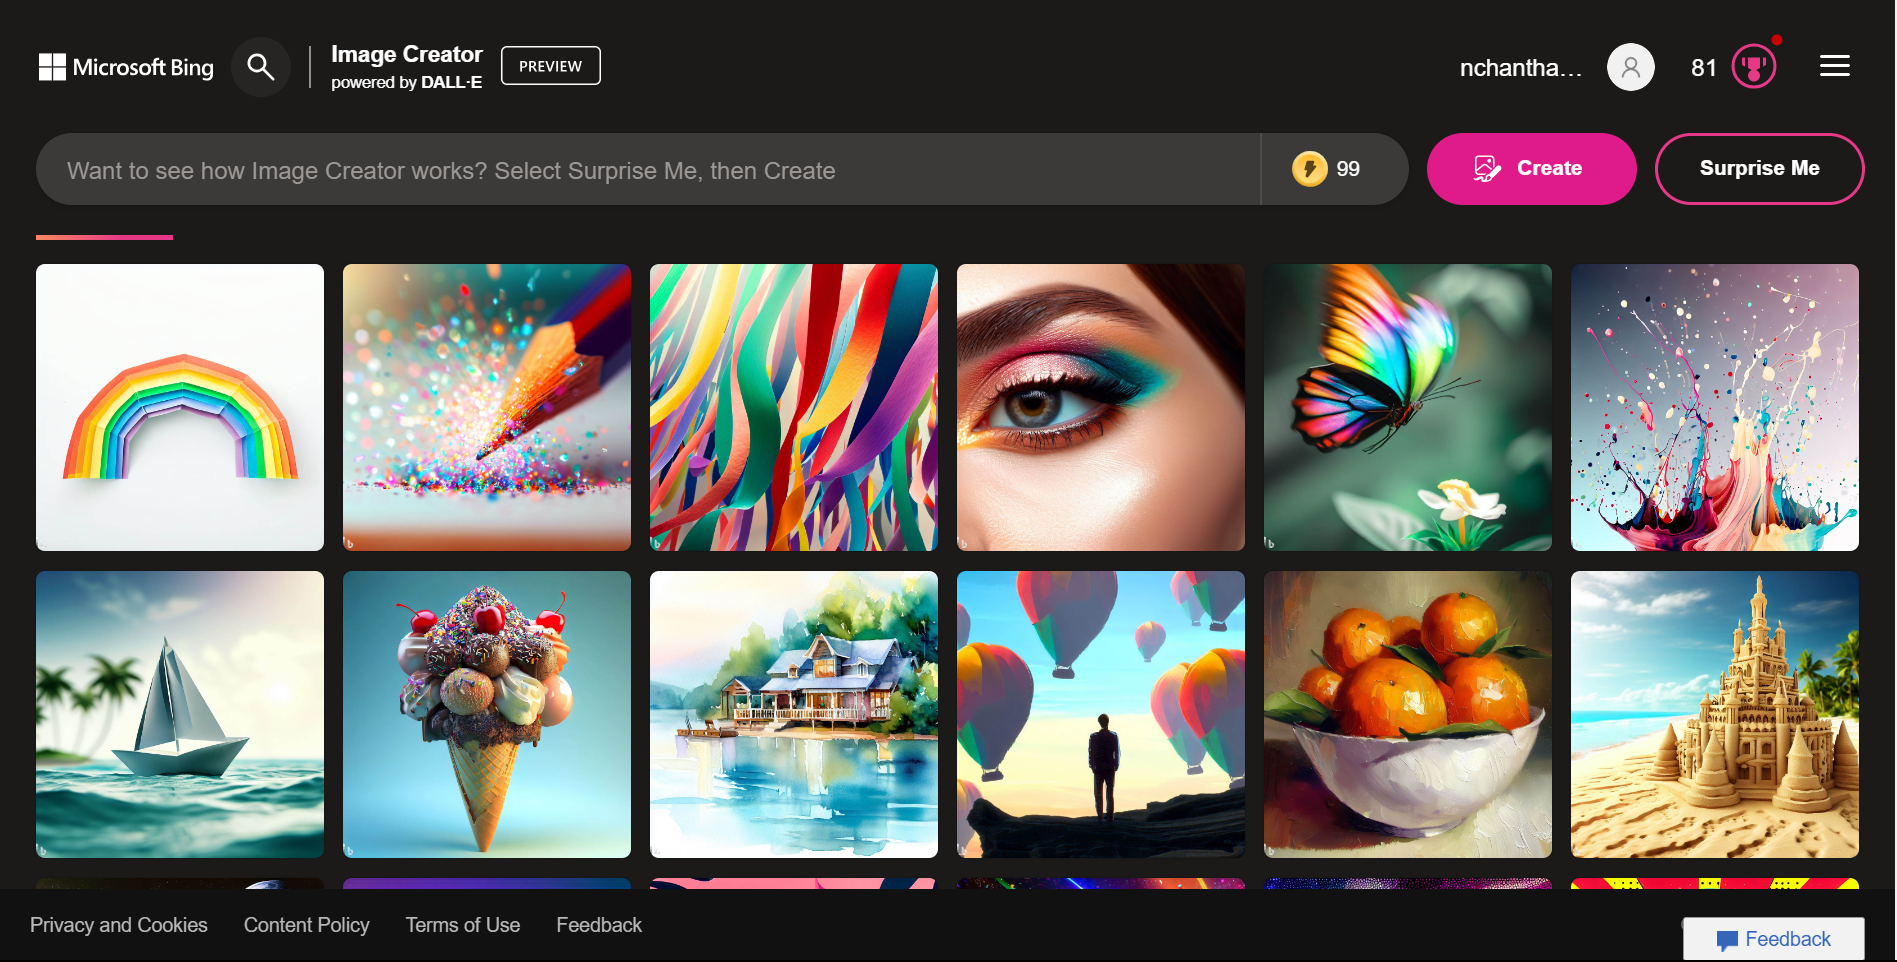 Microsoft Bing
Image Creator
powered by DALL·E
PREVIEW
nchantha...
81
Want to see how Image Creator works? Select Surprise Me, then Create
99
Create
Surprise Me
Privacy and Cookies
Content Policy
Terms of Use
Feedback
Feedback